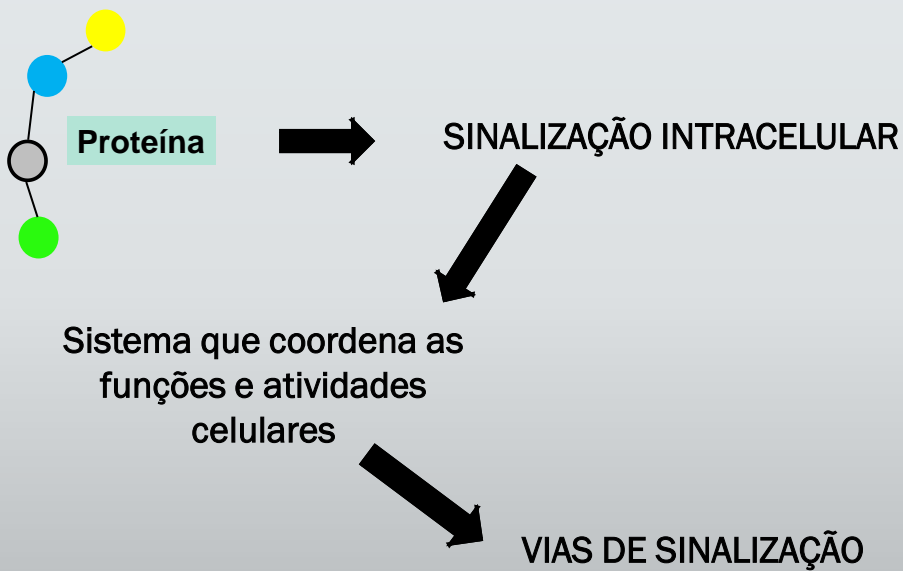 Proteína
SINALIZAÇÃO INTRACELULAR
Sistema que coordena as
funções e atividades
celulares
VIAS DE SINALIZAÇÃO